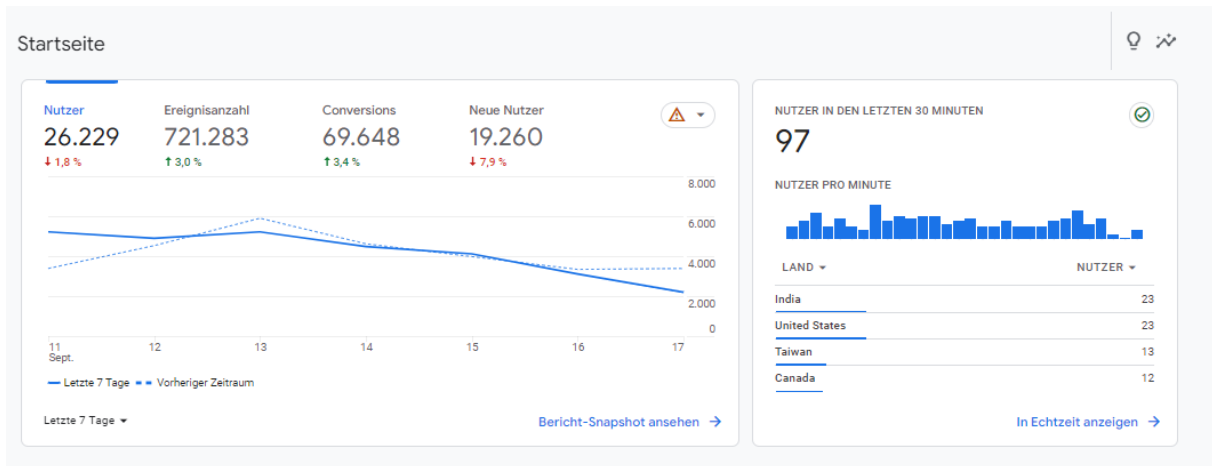 Startseite
Nutzer Ereignisanzahl Conversions Neue Nutzer
26.229 721.283 69.648 19.260
↓ 1,8 % ↑ 3,0 % ↑ 3,4 % ↓ 7,9 %
8.000
6.000
4.000
2.000
0
11 12 13 14 15 16 17
Sept.
Letzte 7 Tage Vorheriger Zeitraum
Letzte 7 Tage
Bericht-Snapshot ansehen →
NUTZER IN DEN LETZTEN 30 MINUTEN
97
NUTZER PRO MINUTE
LAND NUTZER
India 23
United States 23
Taiwan 13
Canada 12
In Echtzeit anzeigen →